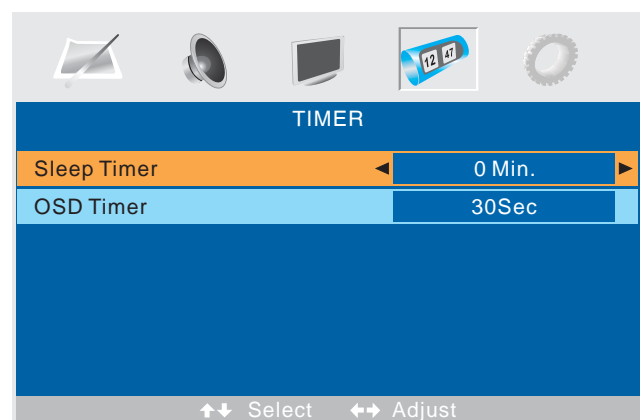 12 47
TIMER
Sleep Timer 0 Min.
OSD Timer 30Sec
Select Adjust